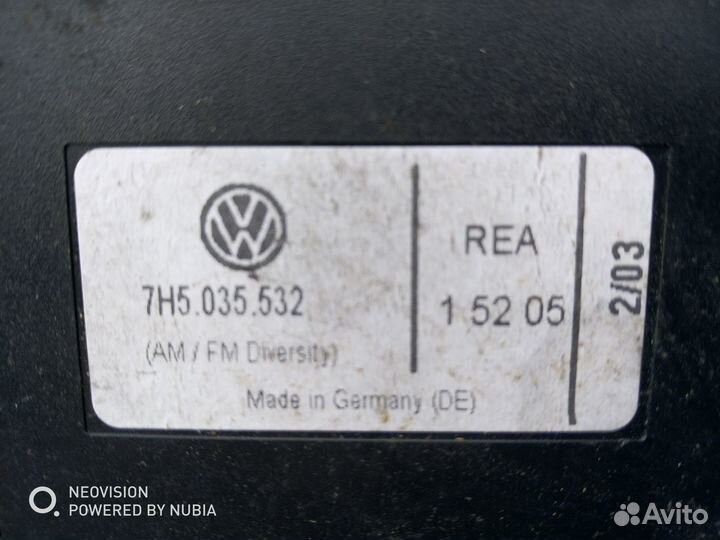 7H5.035.532
(AM / FM Diversity)
Made in Germany (DE)
REA
1 52 05
2/03
NEOVISION
POWERED BY NUBIA
Avito